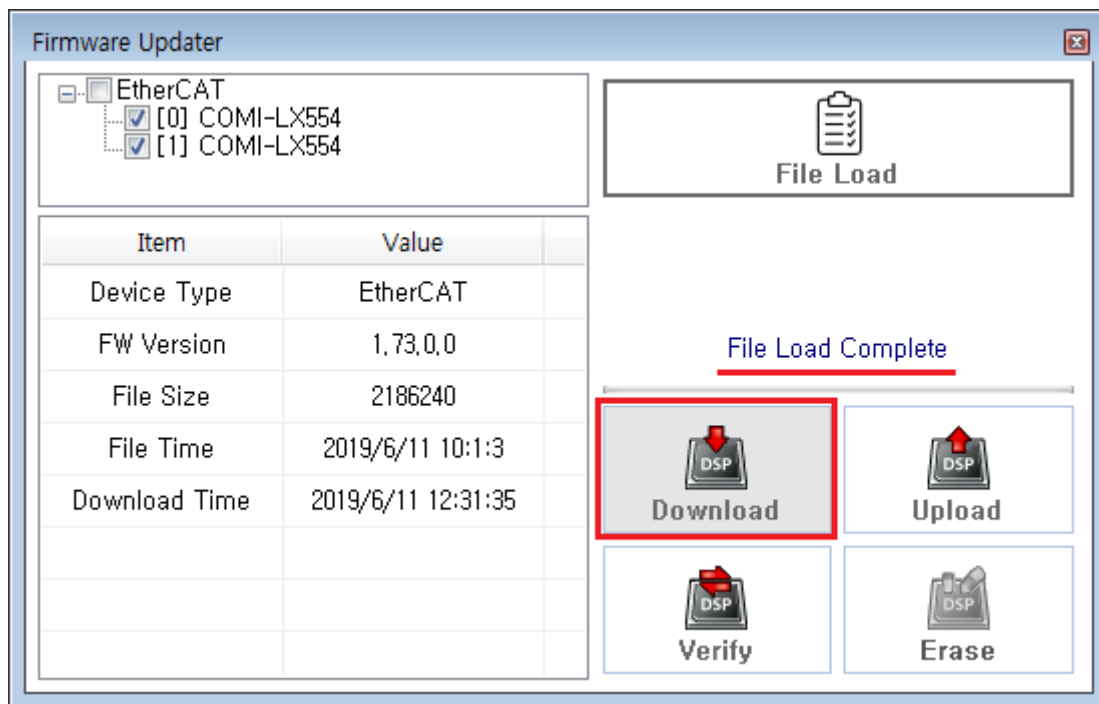 Firmware Updater
EtherCAT
[0] COMI-LX554
[1] COMI-LX554
File Load
Item Value
Device Type EtherCAT
FW Version 1,73,0,0
File Size 2186240
File Time 2019/6/11 10:1:3
Download Time 2019/6/11 12:31:35
File Load Complete
DSP
Download
DSP
Upload
DSP
Verify
DSP
Erase